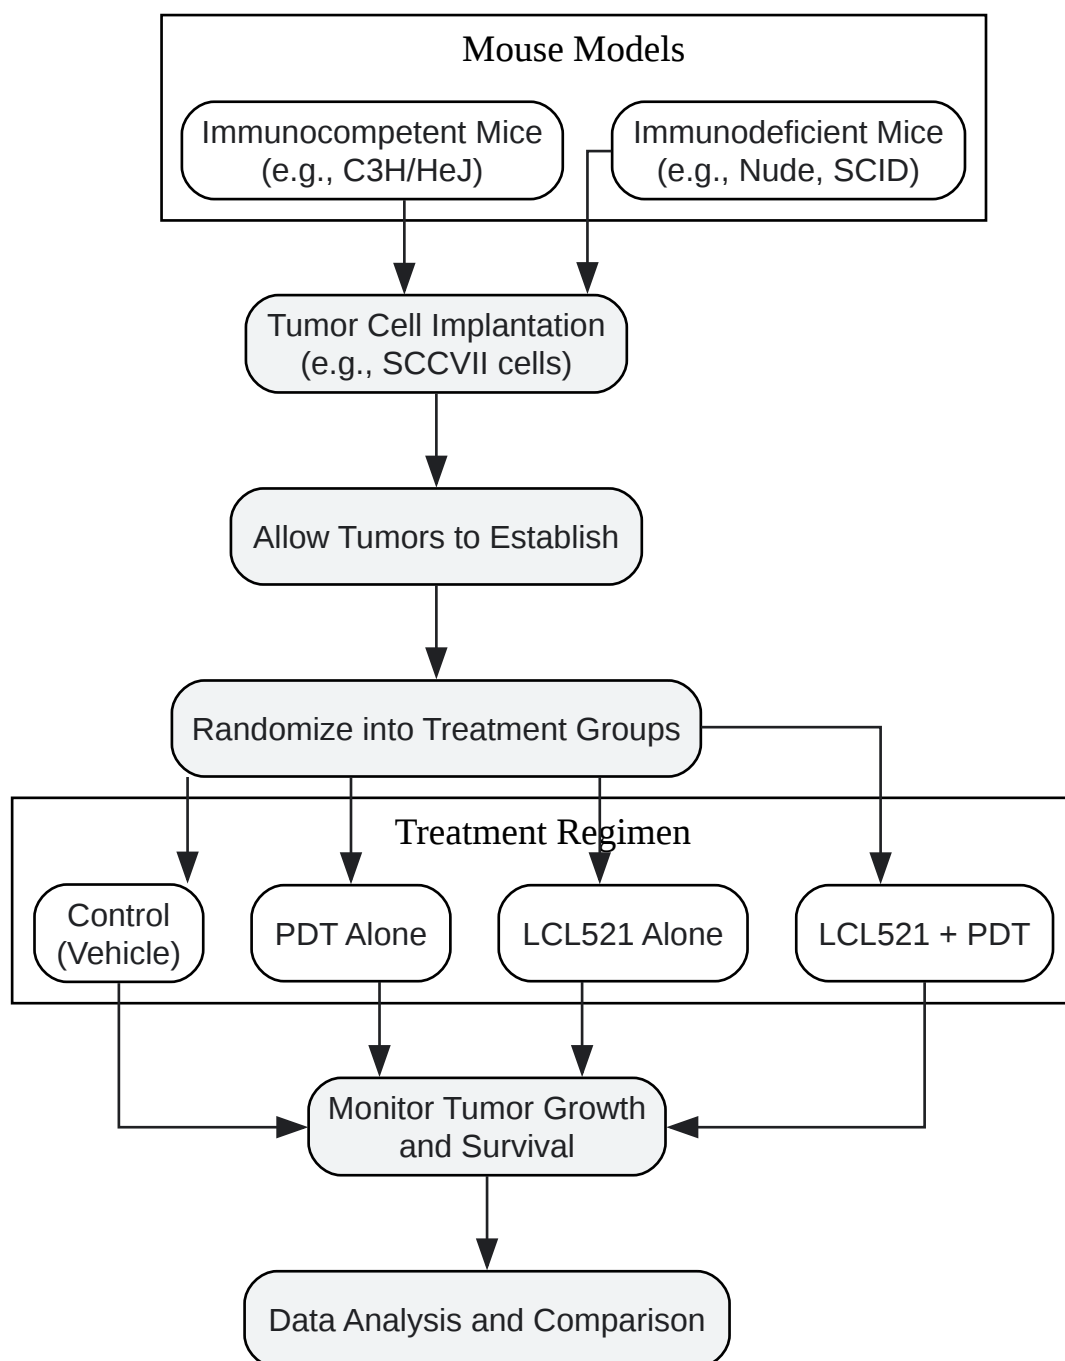 Mouse Models
Immunocompetent Mice
(e.g., C3H/HeJ)
Immunodeficient Mice
(e.g., Nude, SCID)
Tumor Cell Implantation
(e.g., SCCVII cells)
Allow Tumors to Establish
Randomize into Treatment Groups
Treatment Regimen
Control
(Vehicle)
PDT Alone
LCL521 Alone
LCL521 + PDT
Monitor Tumor Growth
and Survival
Data Analysis and Comparison